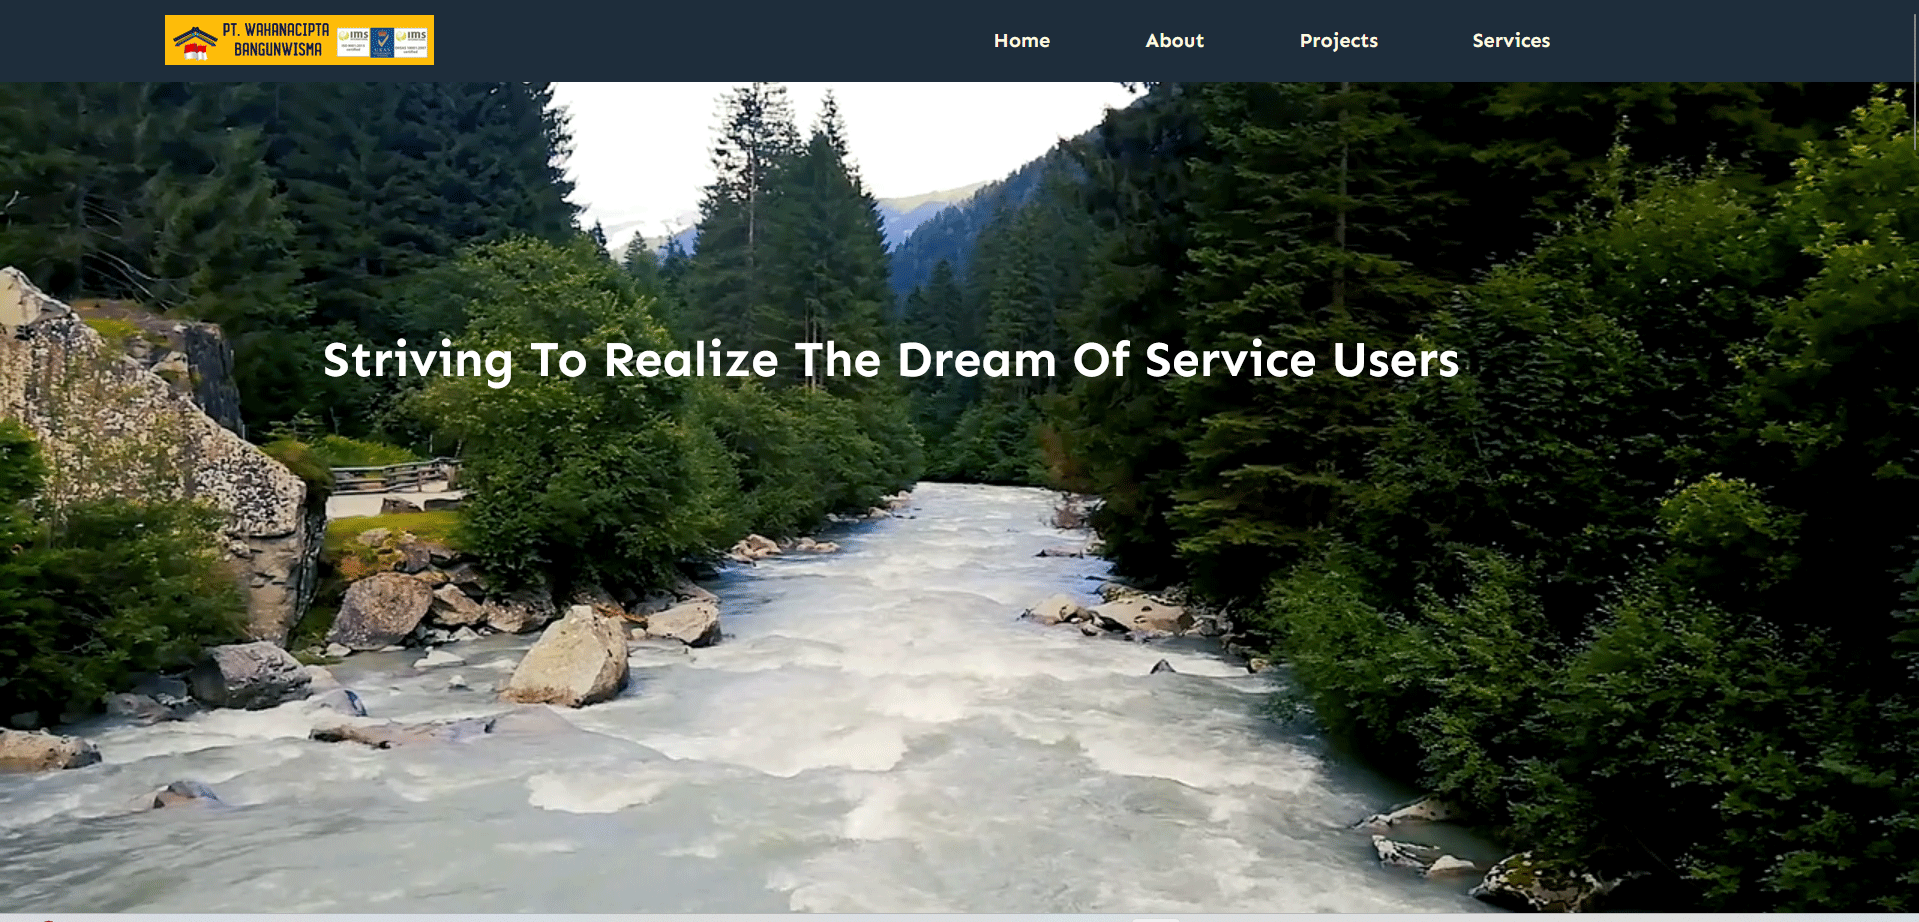 PT. WAHANACIPTA
BANGUNWISMA
ims
ims
Home
About
Projects
Services
Striving To Realize The Dream Of Service Users